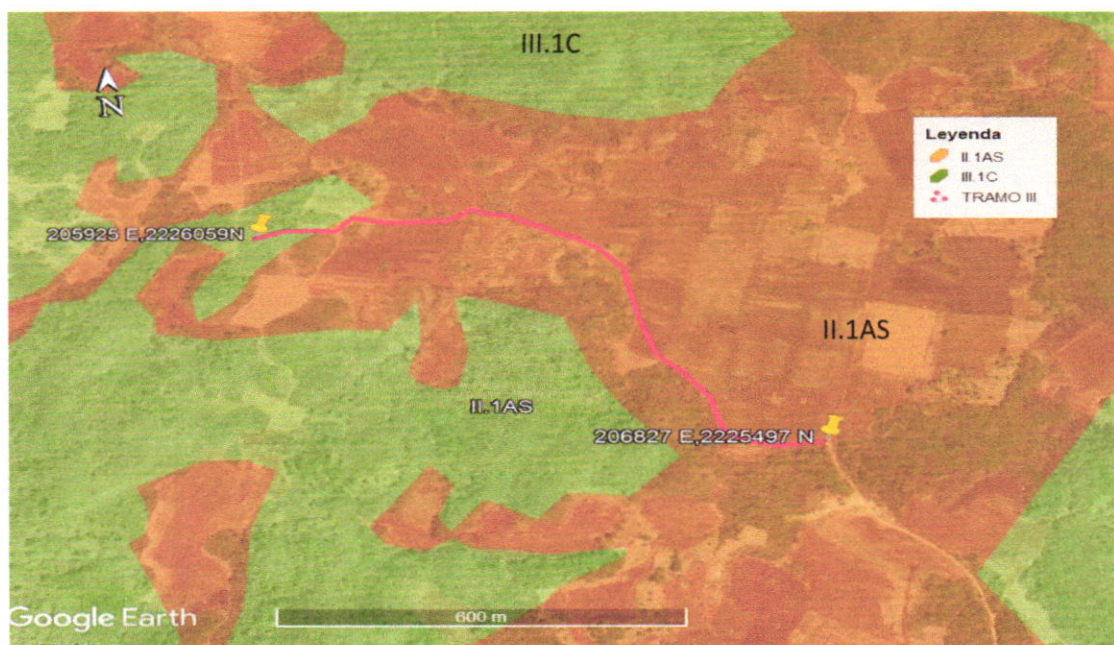 III.1C
N
Leyenda
II.1AS
III.1C
TRAMO III
205925 E,2226059N
II.1AS
II.1AS
206827 E,2225497 N
Google Earth
600 m